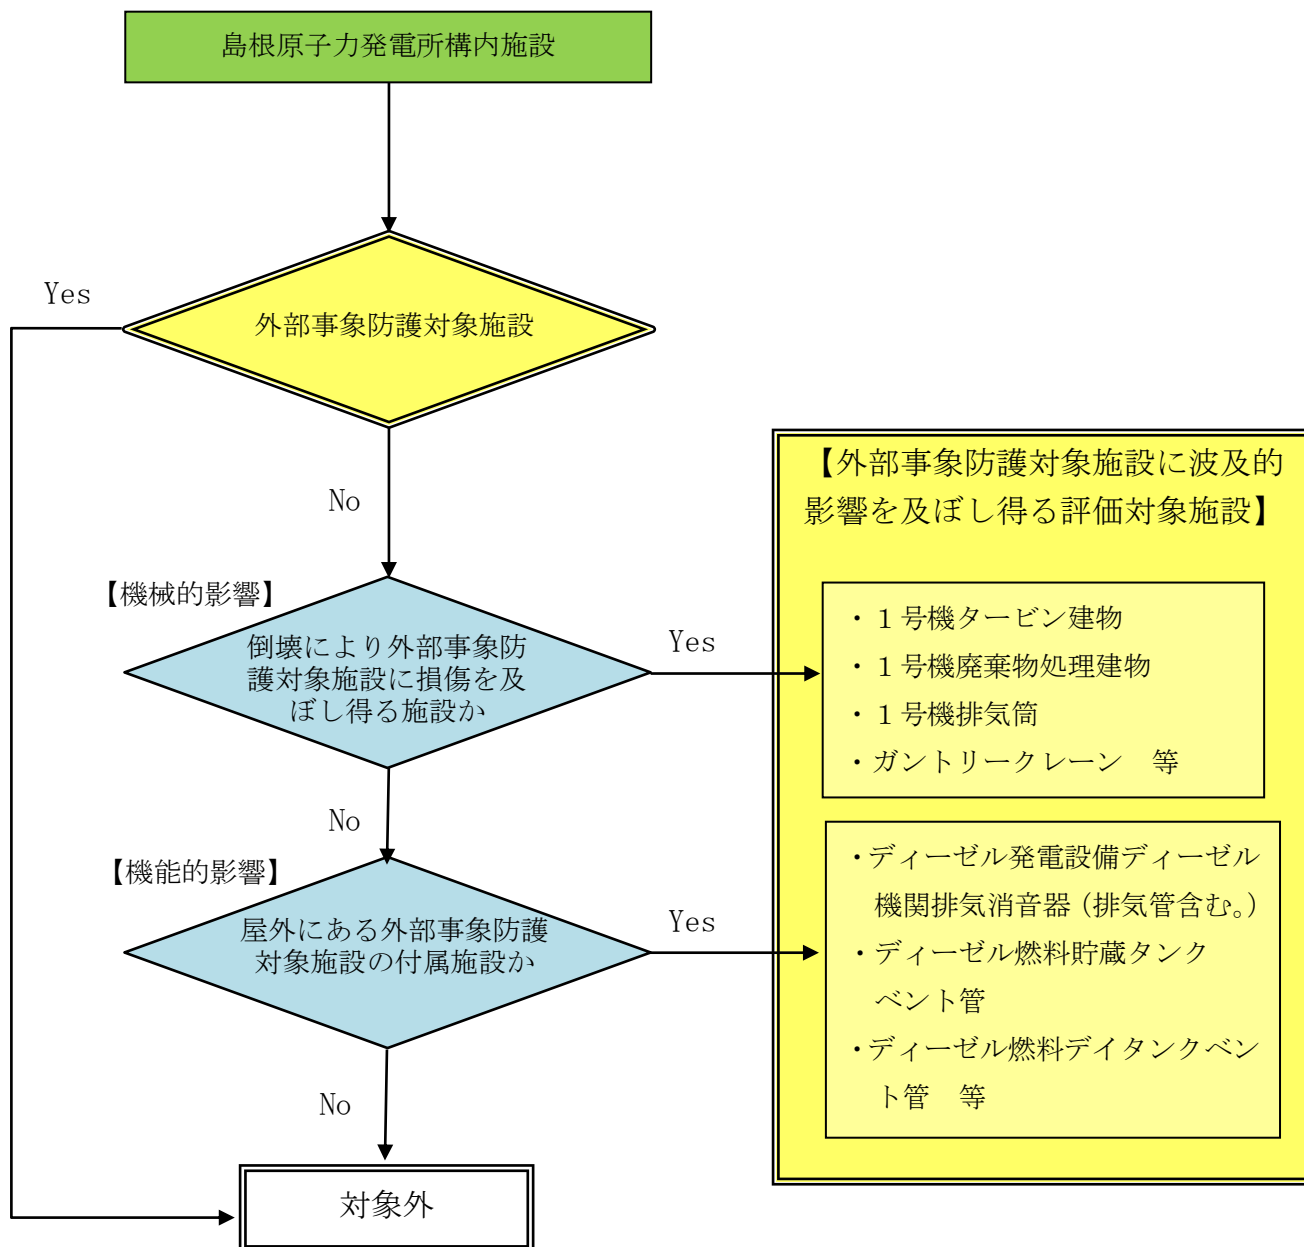 島根原子力発電所構内施設
Yes
外部事象防護対象施設
No
【機械的影響】
倒壊により外部事象防
護対象施設に損傷を及
ぼし得る施設か
Yes
No
【機能的影響】
屋外にある外部事象防護
対象施設の付属施設か
Yes
No
対象外
【外部事象防護対象施設に波及的
影響を及ぼし得る評価対象施設】
・１号機タービン建物
・１号機廃棄物処理建物
・１号機排気筒
・ガントリークレーン　等
・ディーゼル発電設備ディーゼル
機関排気消音器（排気管含む。）
・ディーゼル燃料貯蔵タンク
ベント管
・ディーゼル燃料デイタンクベン
ト管　等